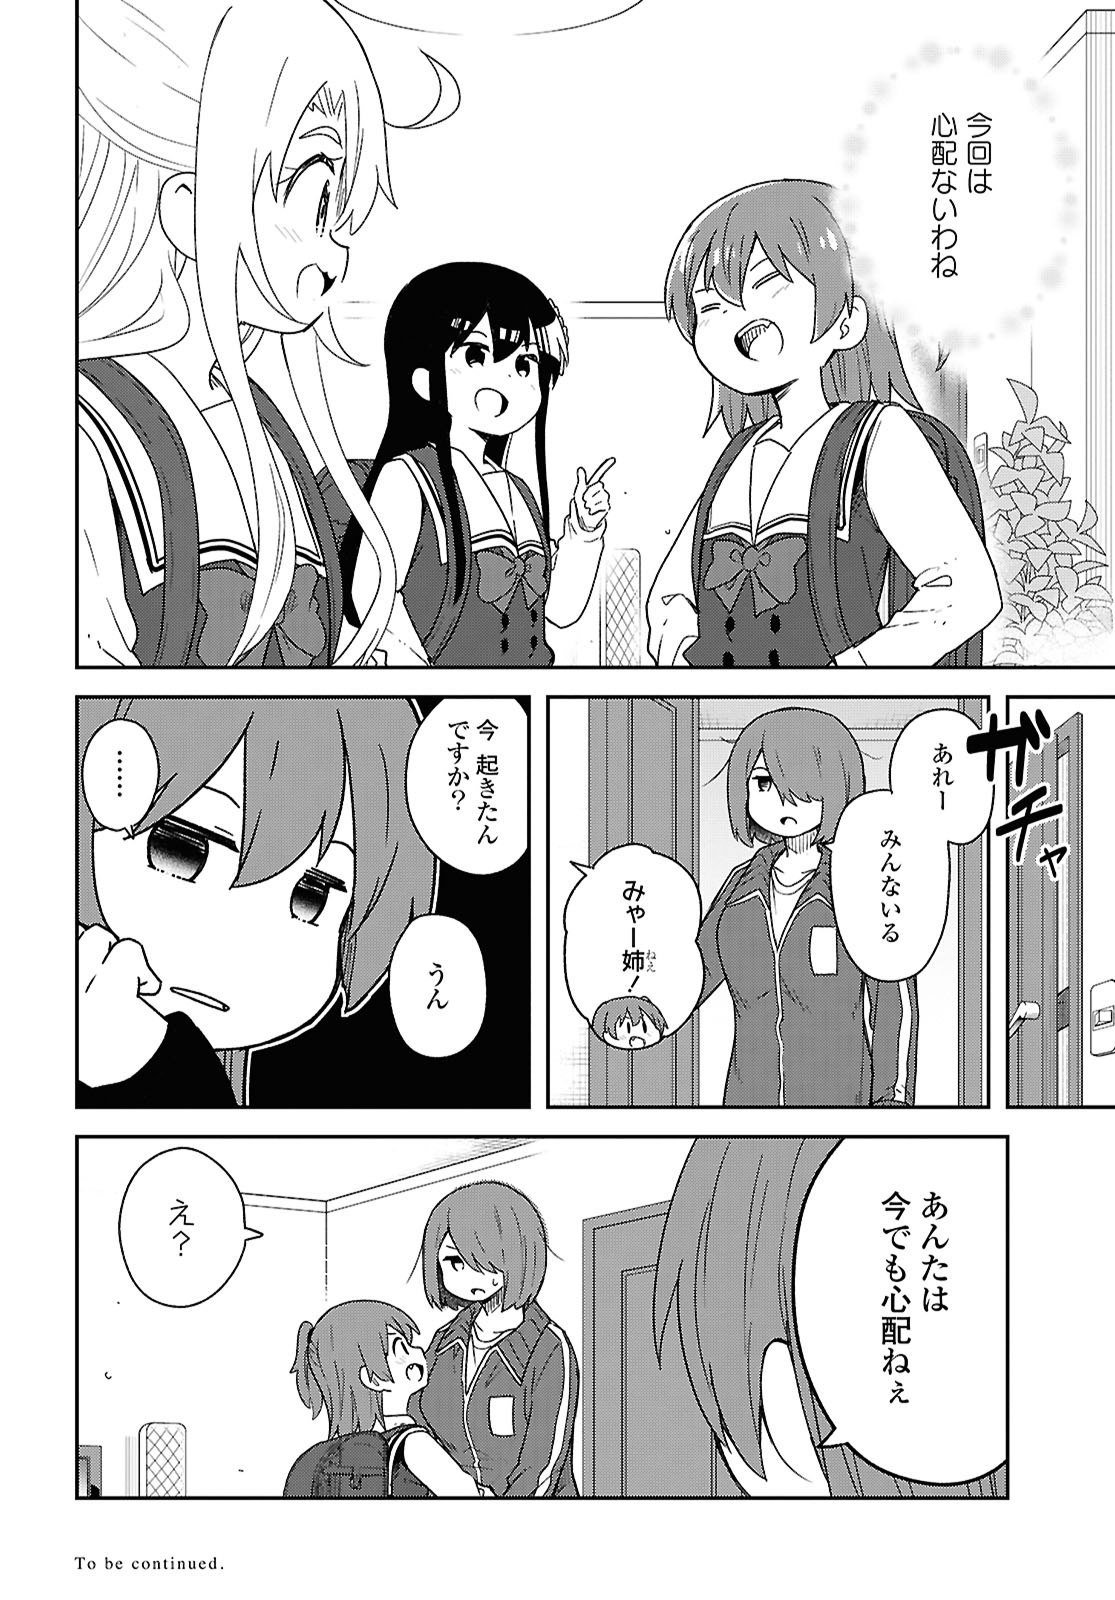 今回は
心配ないわね
ガチャ
あれー
みんないる
みゃー姉！
ねえ
今 起きたん
ですか？
うん
……
あんたは
今でも心配ねぇ
え？
To be continued.